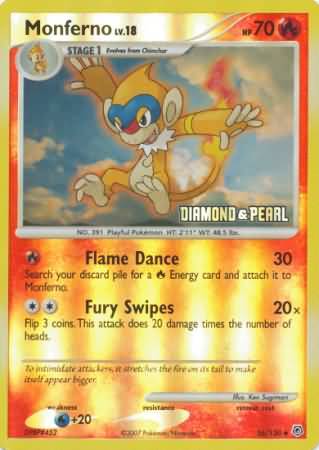 Monferno LV.18 HP 70
STAGE 1 Evolves from Chimchar
DIAMOND & PEARL
NO. 391 Playful Pokémon HT: 2'11" WT: 48.5 lbs.
Flame Dance 30
Search your discard pile for a Energy card and attach it to
Monferno.
Fury Swipes 20×
Flip 3 coins. This attack does 20 damage times the number of
heads.
To intimidate attackers, it stretches the fire on its tail to
make itself appear bigger.
Illus. Ken Sugimori
weakness resistance retreat cost
+20
©2007 Pokémon/Nintendo
36/130